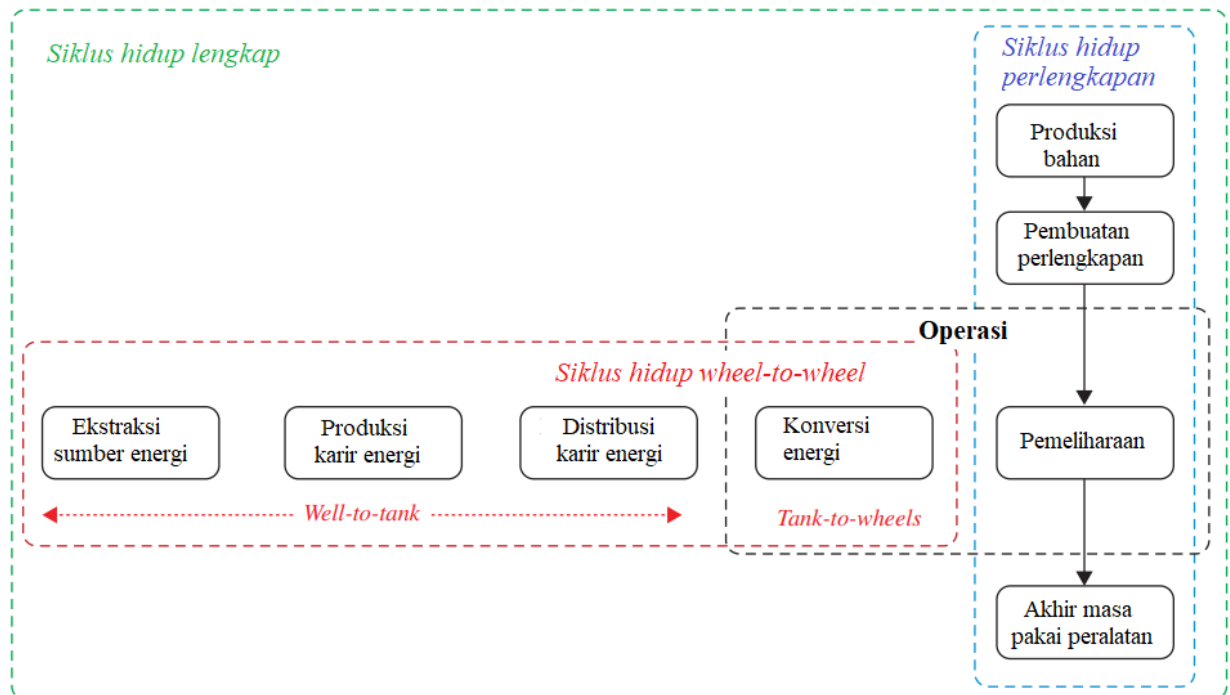 Siklus hidup lengkap
Siklus hidup
perlengkapan
Produksi
bahan
Pembuatan
perlengkapan
Operasi
Siklus hidup wheel-to-wheel
Ekstraksi
sumber energi
Produksi
karir energi
Distribusi
karir energi
Konversi
energi
Pemeliharaan
Well-to-tank
Tank-to-wheels
Akhir masa
pakai peralatan